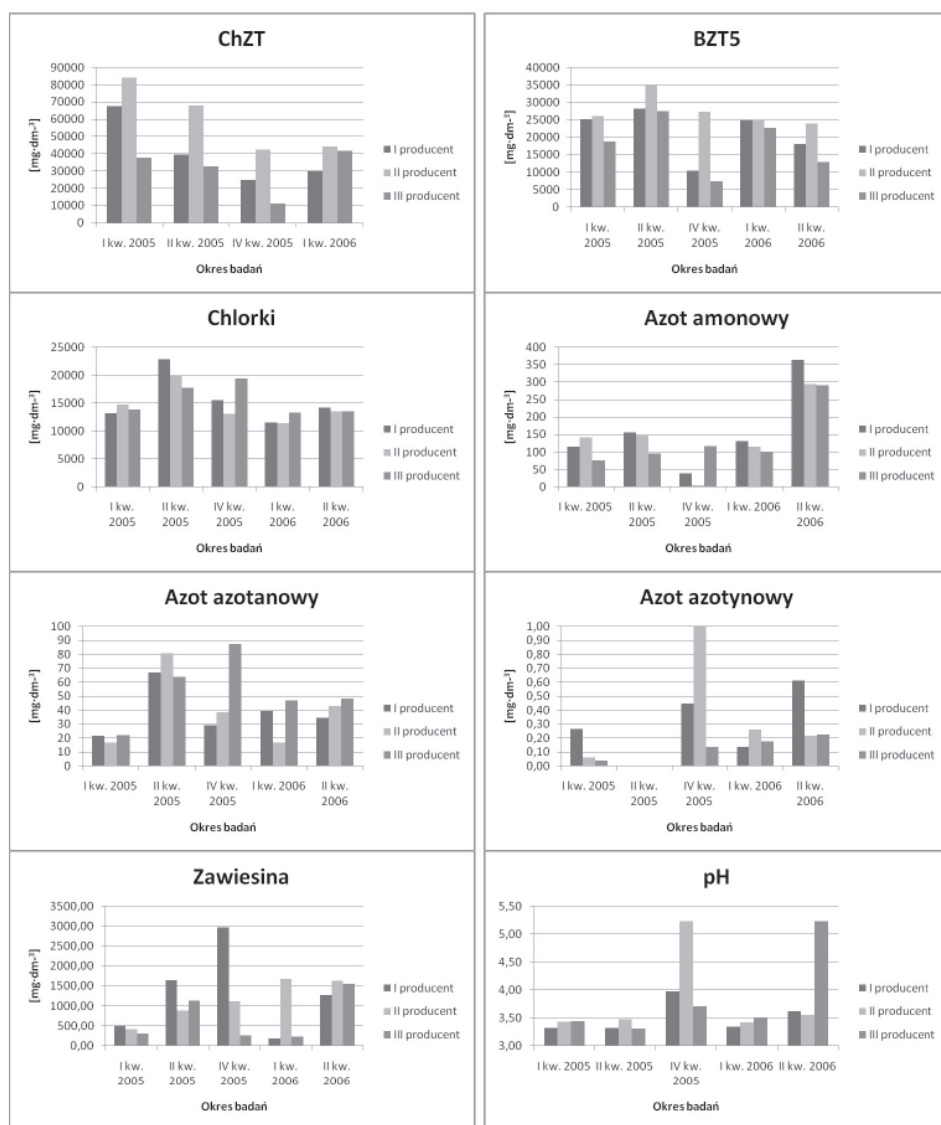 ChZT
[mg·dm-³]
90000
80000
70000
60000
50000
40000
30000
20000
10000
0
I kw. 2005 II kw. 2005 IV kw. 2005 I kw. 2006
Okres badań
I producent
II producent
III producent
BZT5
[mg·dm-³]
40000
35000
30000
25000
20000
15000
10000
5000
0
I kw. II kw. IV kw. I kw. II kw.
2005 2005 2005 2006 2006
Okres badań
I producent
II producent
III producent
Chlorki
[mg·dm-³]
25000
20000
15000
10000
5000
0
I kw. II kw. IV kw. I kw. II kw.
2005 2005 2005 2006 2006
Okres badań
I producent
II producent
III producent
Azot amonowy
[mg·dm-³]
400
350
300
250
200
150
100
50
0
I kw. 2005 II kw. IV kw. I kw. 2006 II kw.
2005 2005 2006
Okres badań
I producent
II producent
III producent
Azot azotanowy
[mg·dm-³]
100
90
80
70
60
50
40
30
20
10
0
I kw. 2005 II kw. IV kw. I kw. 2006 II kw.
2005 2005 2006
Okres badań
I producent
II producent
III producent
Azot azotynowy
[mg·dm-³]
1,00
0,90
0,80
0,70
0,60
0,50
0,40
0,30
0,20
0,10
0,00
I kw. 2005 II kw. IV kw. I kw. 2006 II kw.
2005 2005 2006
Okres badań
I producent
II producent
III producent
Zawiesina
[mg·dm-³]
3500,00
3000,00
2500,00
2000,00
1500,00
1000,00
500,00
0,00
I kw. II kw. IV kw. I kw. II kw.
2005 2005 2005 2006 2006
Okres badań
I producent
II producent
III producent
pH
5,50
5,00
4,50
4,00
3,50
3,00
I kw. 2005 II kw. 2005 IV kw. I kw. 2006 II kw. 2006
2005
Okres badań
I producent
II producent
III producent